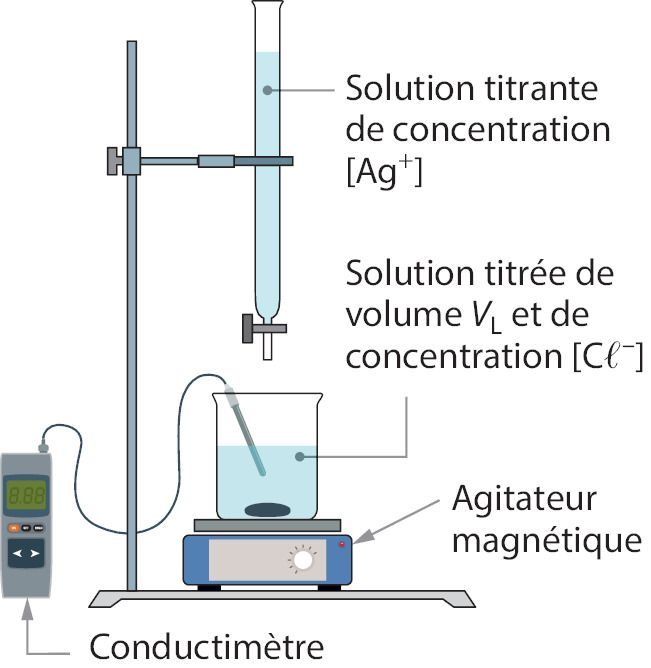 Solution titrante
de concentration
[Ag⁺]
Solution titrée de
volume V_L et de
concentration [Cℓ⁻]
Agitateur
magnétique
8.88
Conductimètre